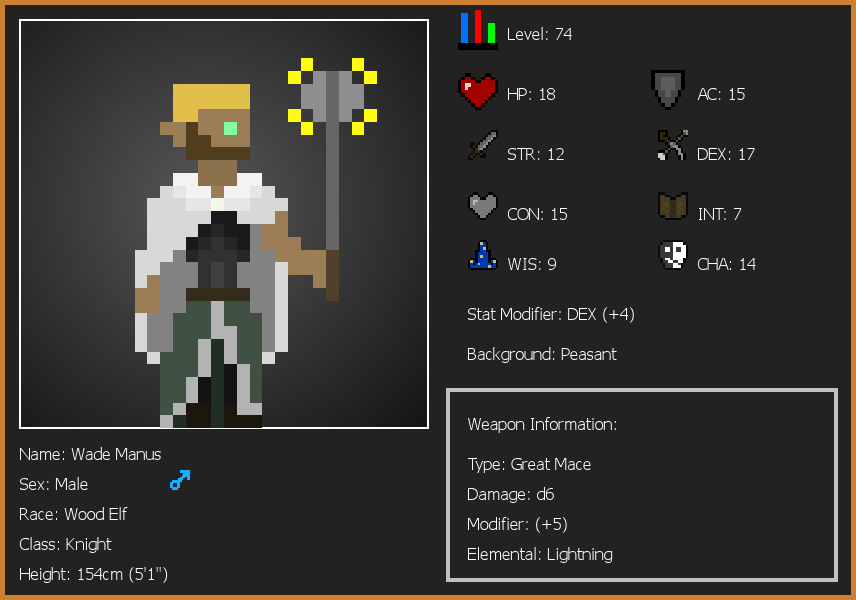 Level: 74
HP: 18
AC: 15
STR: 12
DEX: 17
CON: 15
INT: 7
WIS: 9
CHA: 14
Stat Modifier: DEX (+4)
Background: Peasant
Weapon Information:
Type: Great Mace
Damage: d6
Modifier: (+5)
Elemental: Lightning
Name: Wade Manus
Sex: Male
Race: Wood Elf
Class: Knight
Height: 154cm (5'1")